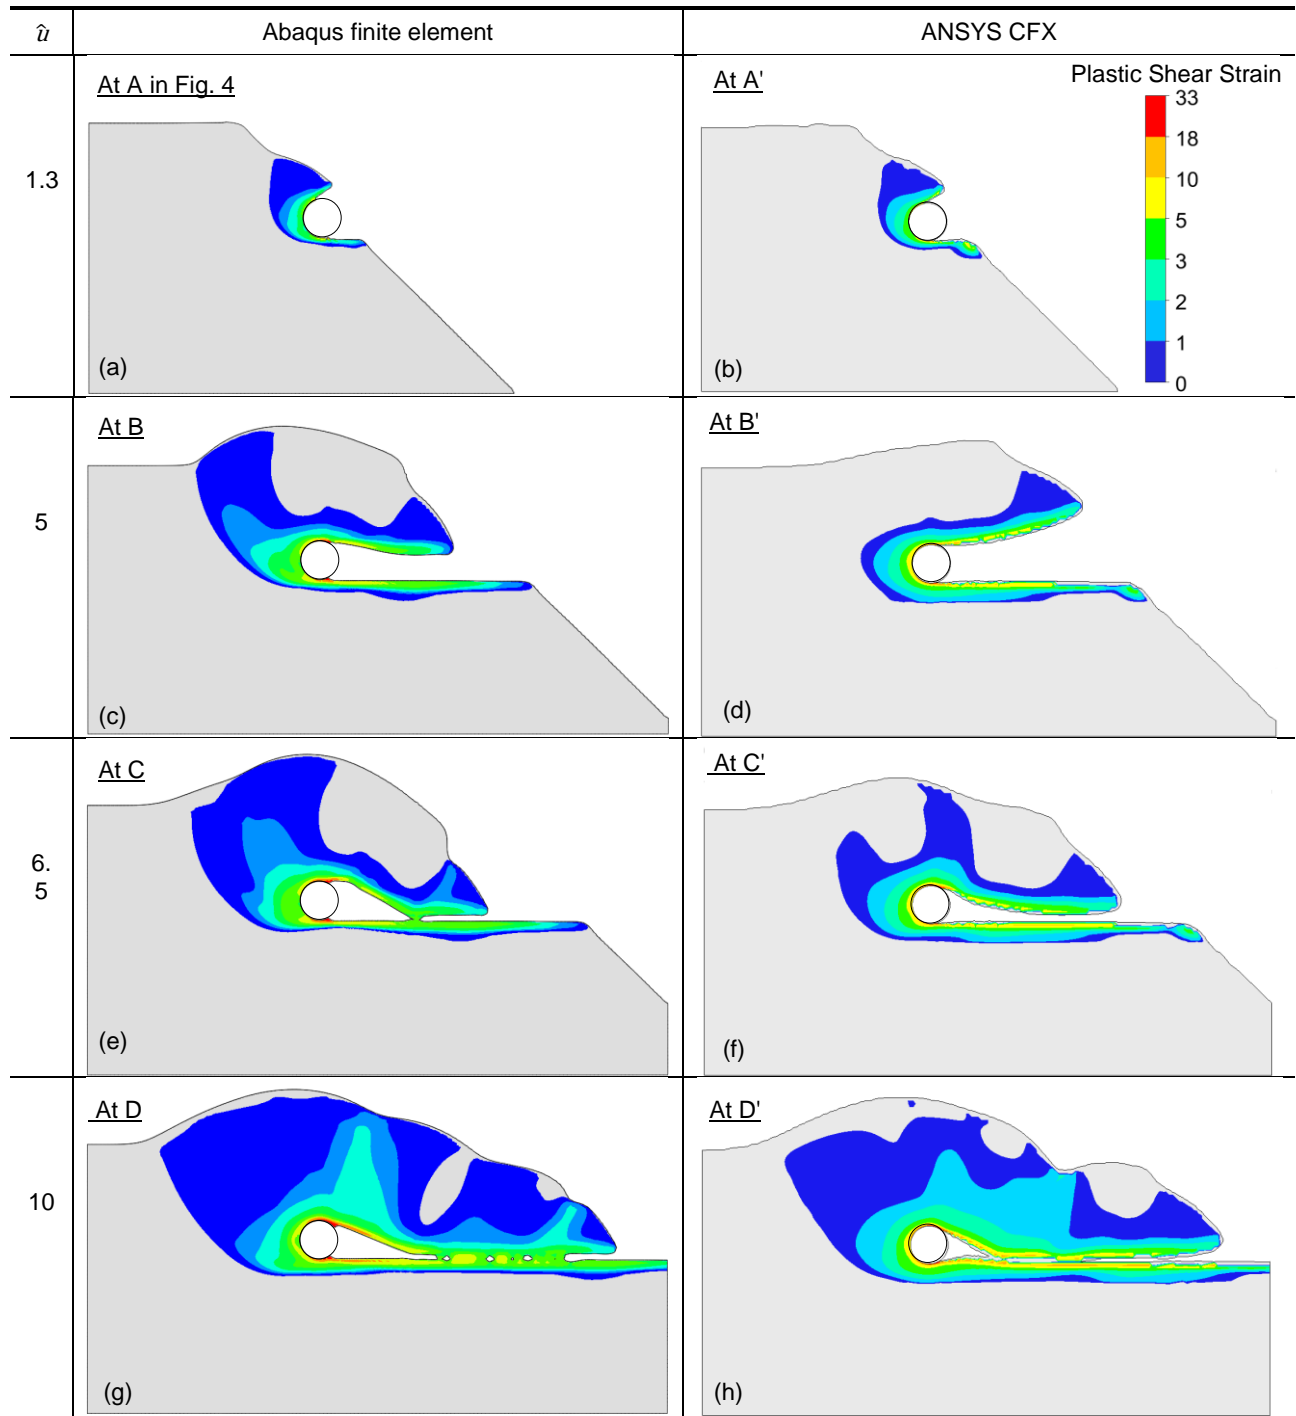 û
Abaqus finite element
ANSYS CFX
1.3
At A in Fig. 4
(a)
At A'
(b)
Plastic Shear Strain
33
18
10
5
3
2
1
0
5
At B
(c)
At B'
(d)
6.
5
At C
(e)
At C'
(f)
10
At D
(g)
At D'
(h)